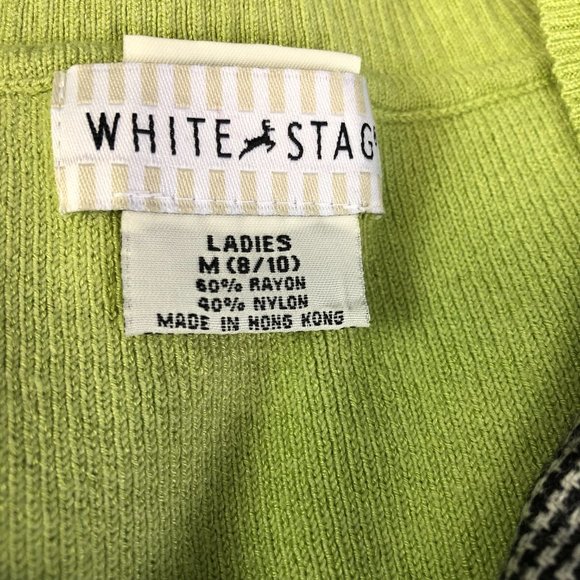 WHITE STAG
LADIES
M (8/10)
60% RAYON
40% NYLON
MADE IN HONG KONG